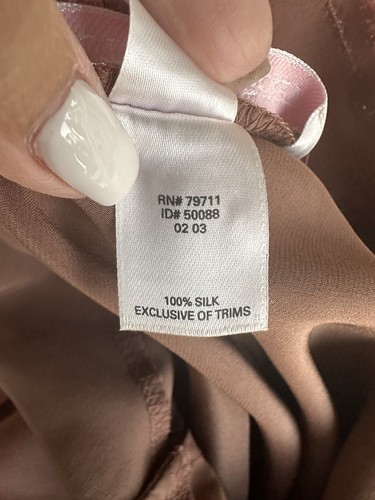 RN# 79711
ID# 50088
02 03
100% SILK
EXCLUSIVE OF TRIMS